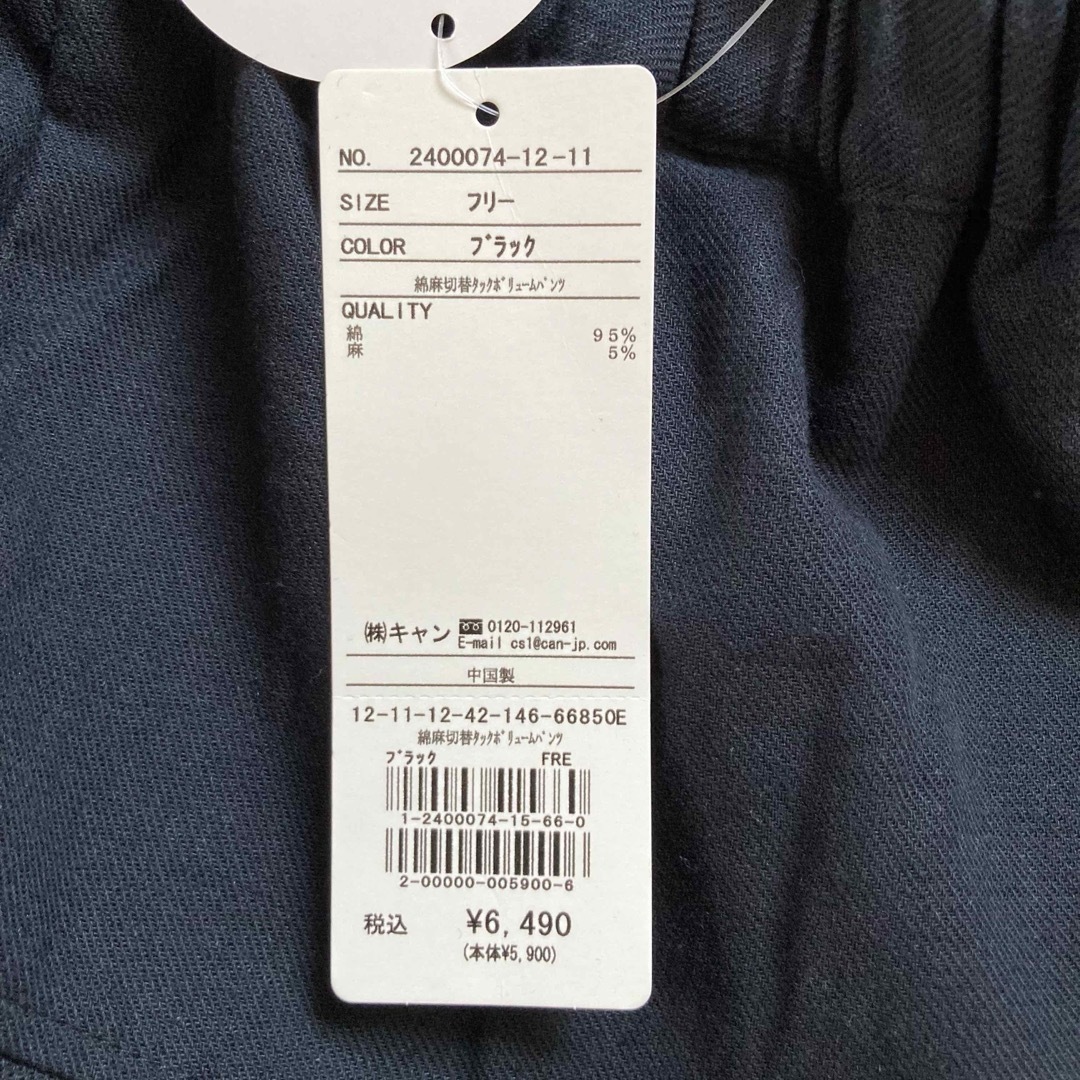 NO. 2400074-12-11
SIZE フリー
COLOR ﾌﾞﾗｯｸ
綿麻切替ﾀｯｸﾎﾞﾘｭｰﾑﾊﾟﾝﾂ
QUALITY
綿 95%
麻 5%
㈱キャン 0120-112961
E-mail cs1@can-jp.com
中国製
12-11-12-42-146-66850E
綿麻切替ﾀｯｸﾎﾞﾘｭｰﾑﾊﾟﾝﾂ
ﾌﾞﾗｯｸ FRE
1-2400074-15-66-0
2-00000-005900-6
税込 ¥6,490
(本体¥5,900)